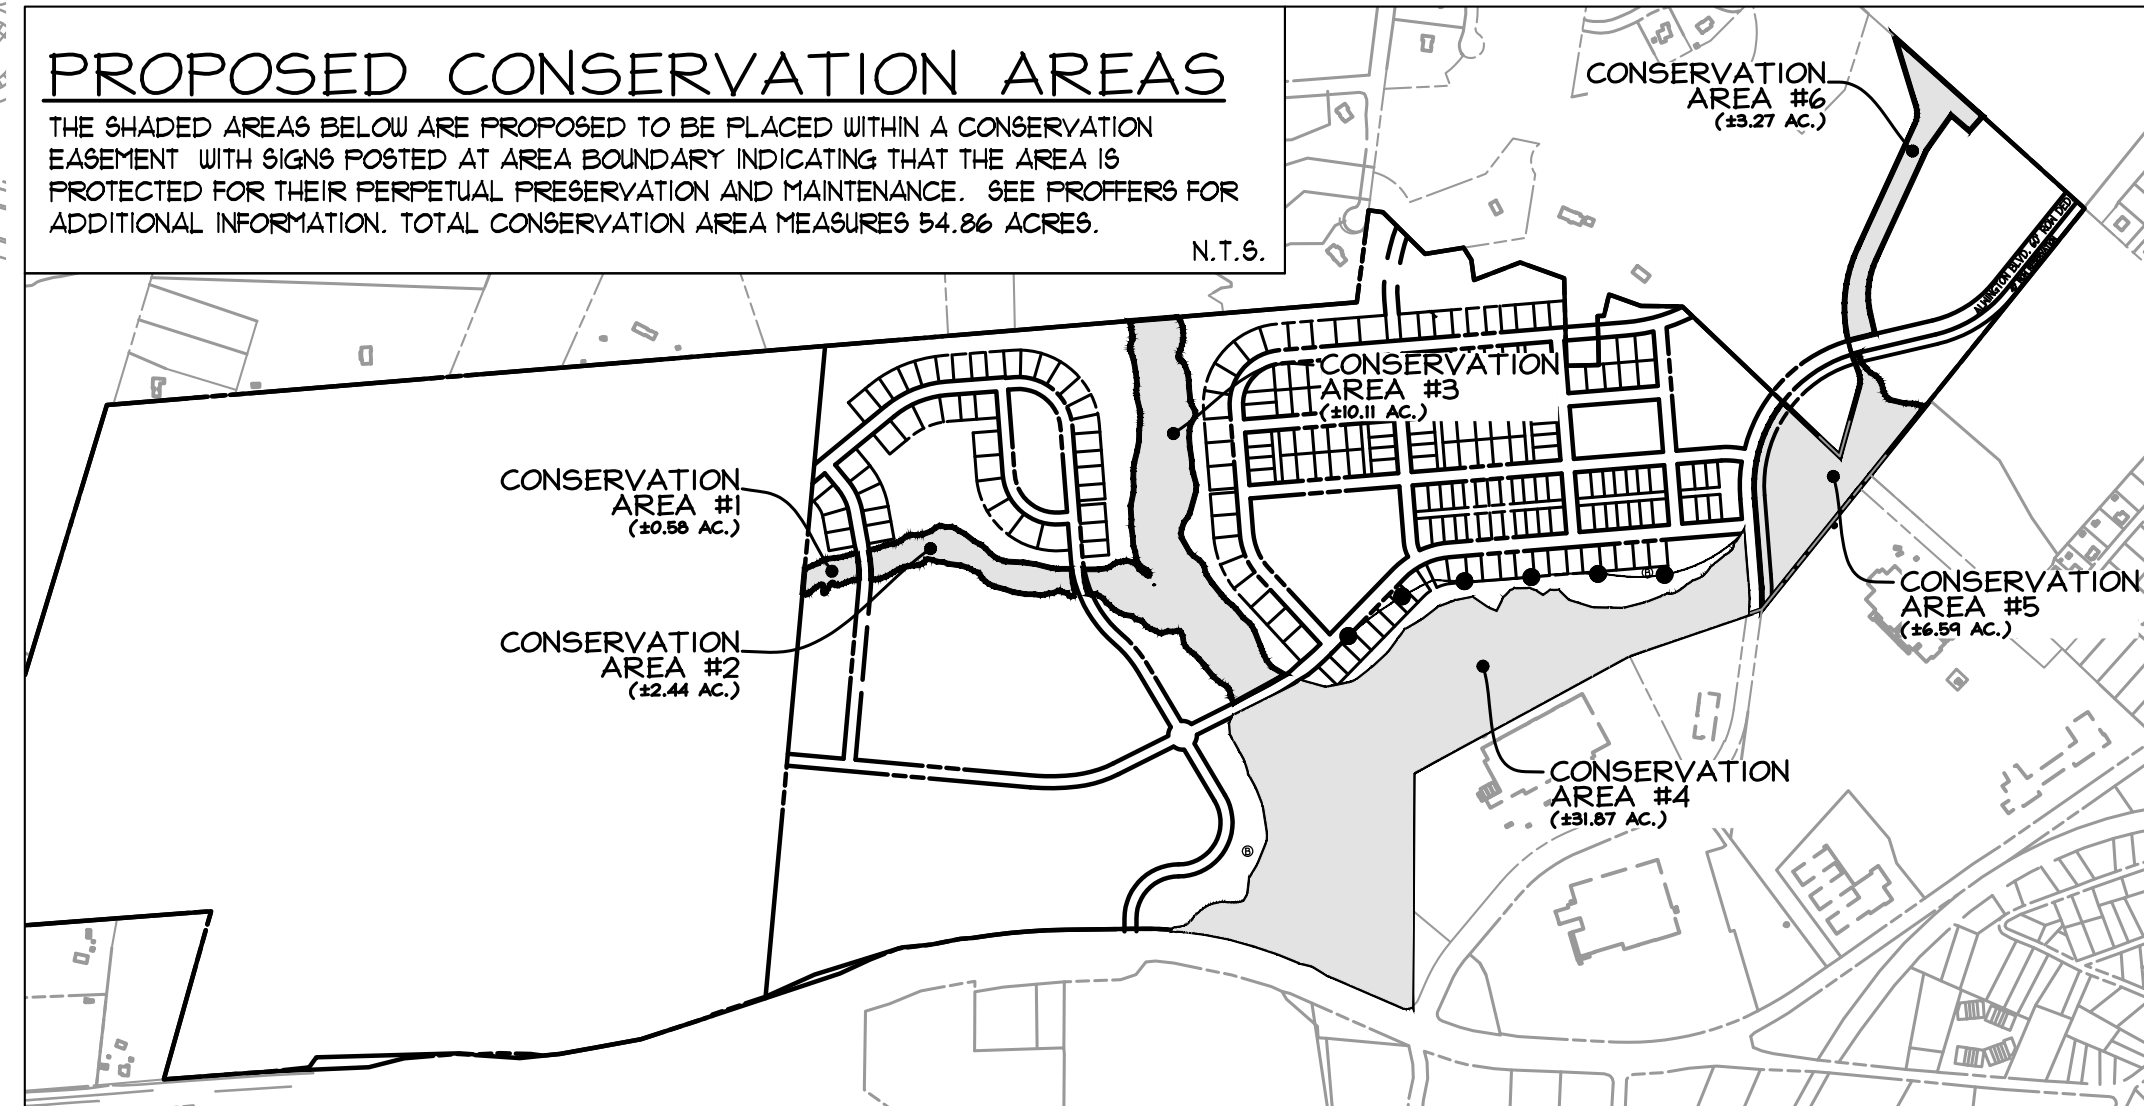 PROPOSED CONSERVATION AREAS
THE SHADED AREAS BELOW ARE PROPOSED TO BE PLACED WITHIN A CONSERVATION
EASEMENT WITH SIGNS POSTED AT AREA BOUNDARY INDICATING THAT THE AREA IS
PROTECTED FOR THEIR PERPETUAL PRESERVATION AND MAINTENANCE. SEE PROFFERS FOR
ADDITIONAL INFORMATION. TOTAL CONSERVATION AREA MEASURES 54.86 ACRES.
N.T.S.
CONSERVATION
AREA #6
(±3.27 AC.)
BLVD. 60'
CONSERVATION
AREA #3
(±10.11 AC.)
CONSERVATION
AREA #1
(±0.58 AC.)
CONSERVATION
AREA #5
(±6.59 AC.)
CONSERVATION
AREA #2
(±2.44 AC.)
CONSERVATION
AREA #4
(±31.87 AC.)
B
B